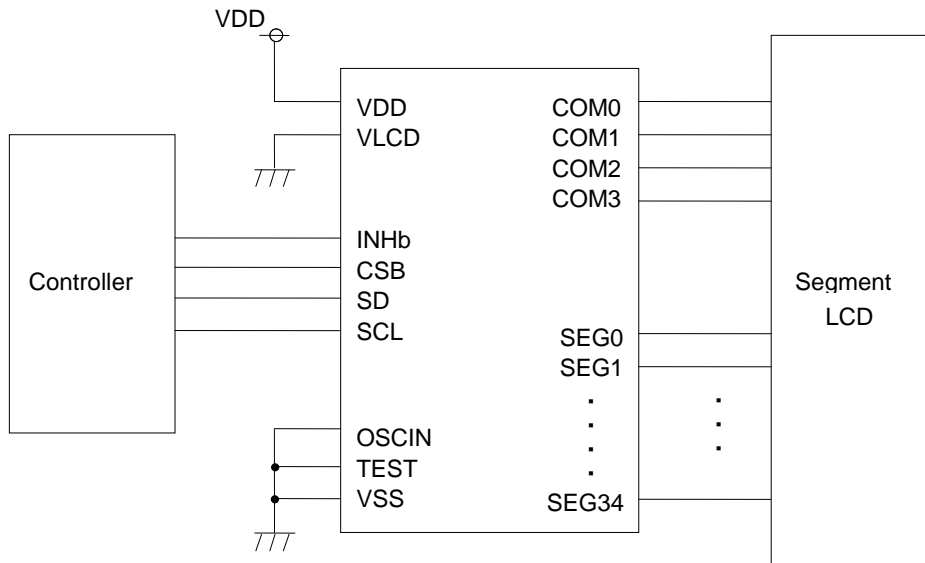 VDD
VDD
VLCD
INHb
CSB
SD
SCL
OSCIN
TEST
VSS
COM0
COM1
COM2
COM3
SEG0
SEG1
SEG34
Controller
Segment
LCD